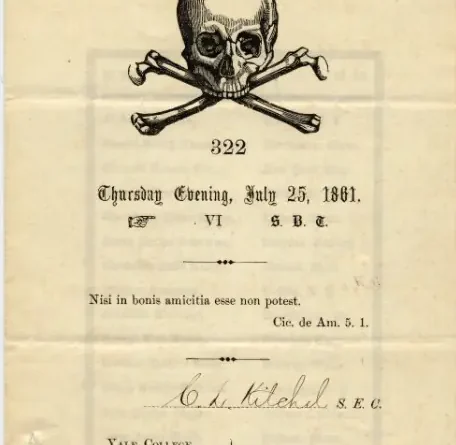 322
Thursday Evening, July 25, 1861.
VI S. B. T.
Nisi in bonis amicitia esse non potest.
Cic. de Am. 5. 1.
C. L. Kitchel S. E. C.
YALE COLLEGE